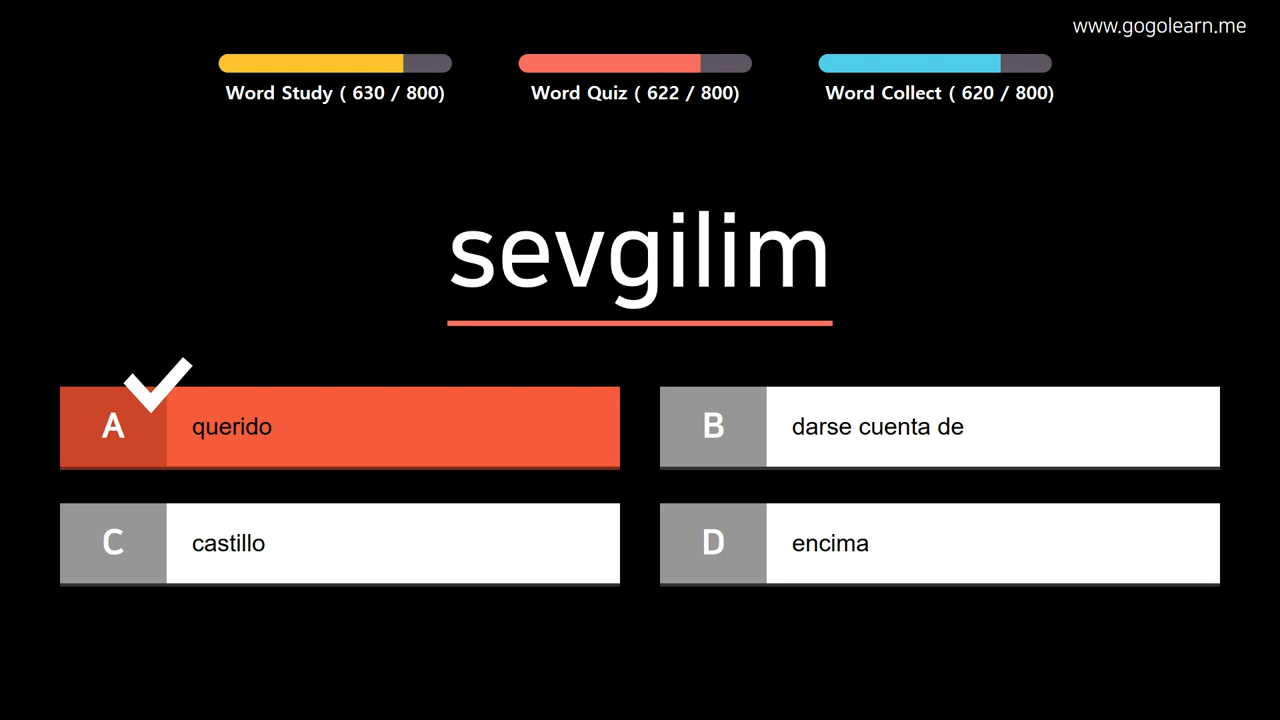 www.gogolearn.me
Word Study ( 630 / 800)
Word Quiz ( 622 / 800)
Word Collect ( 620 / 800)
sevgilim
A querido
B darse cuenta de
C castillo
D encima